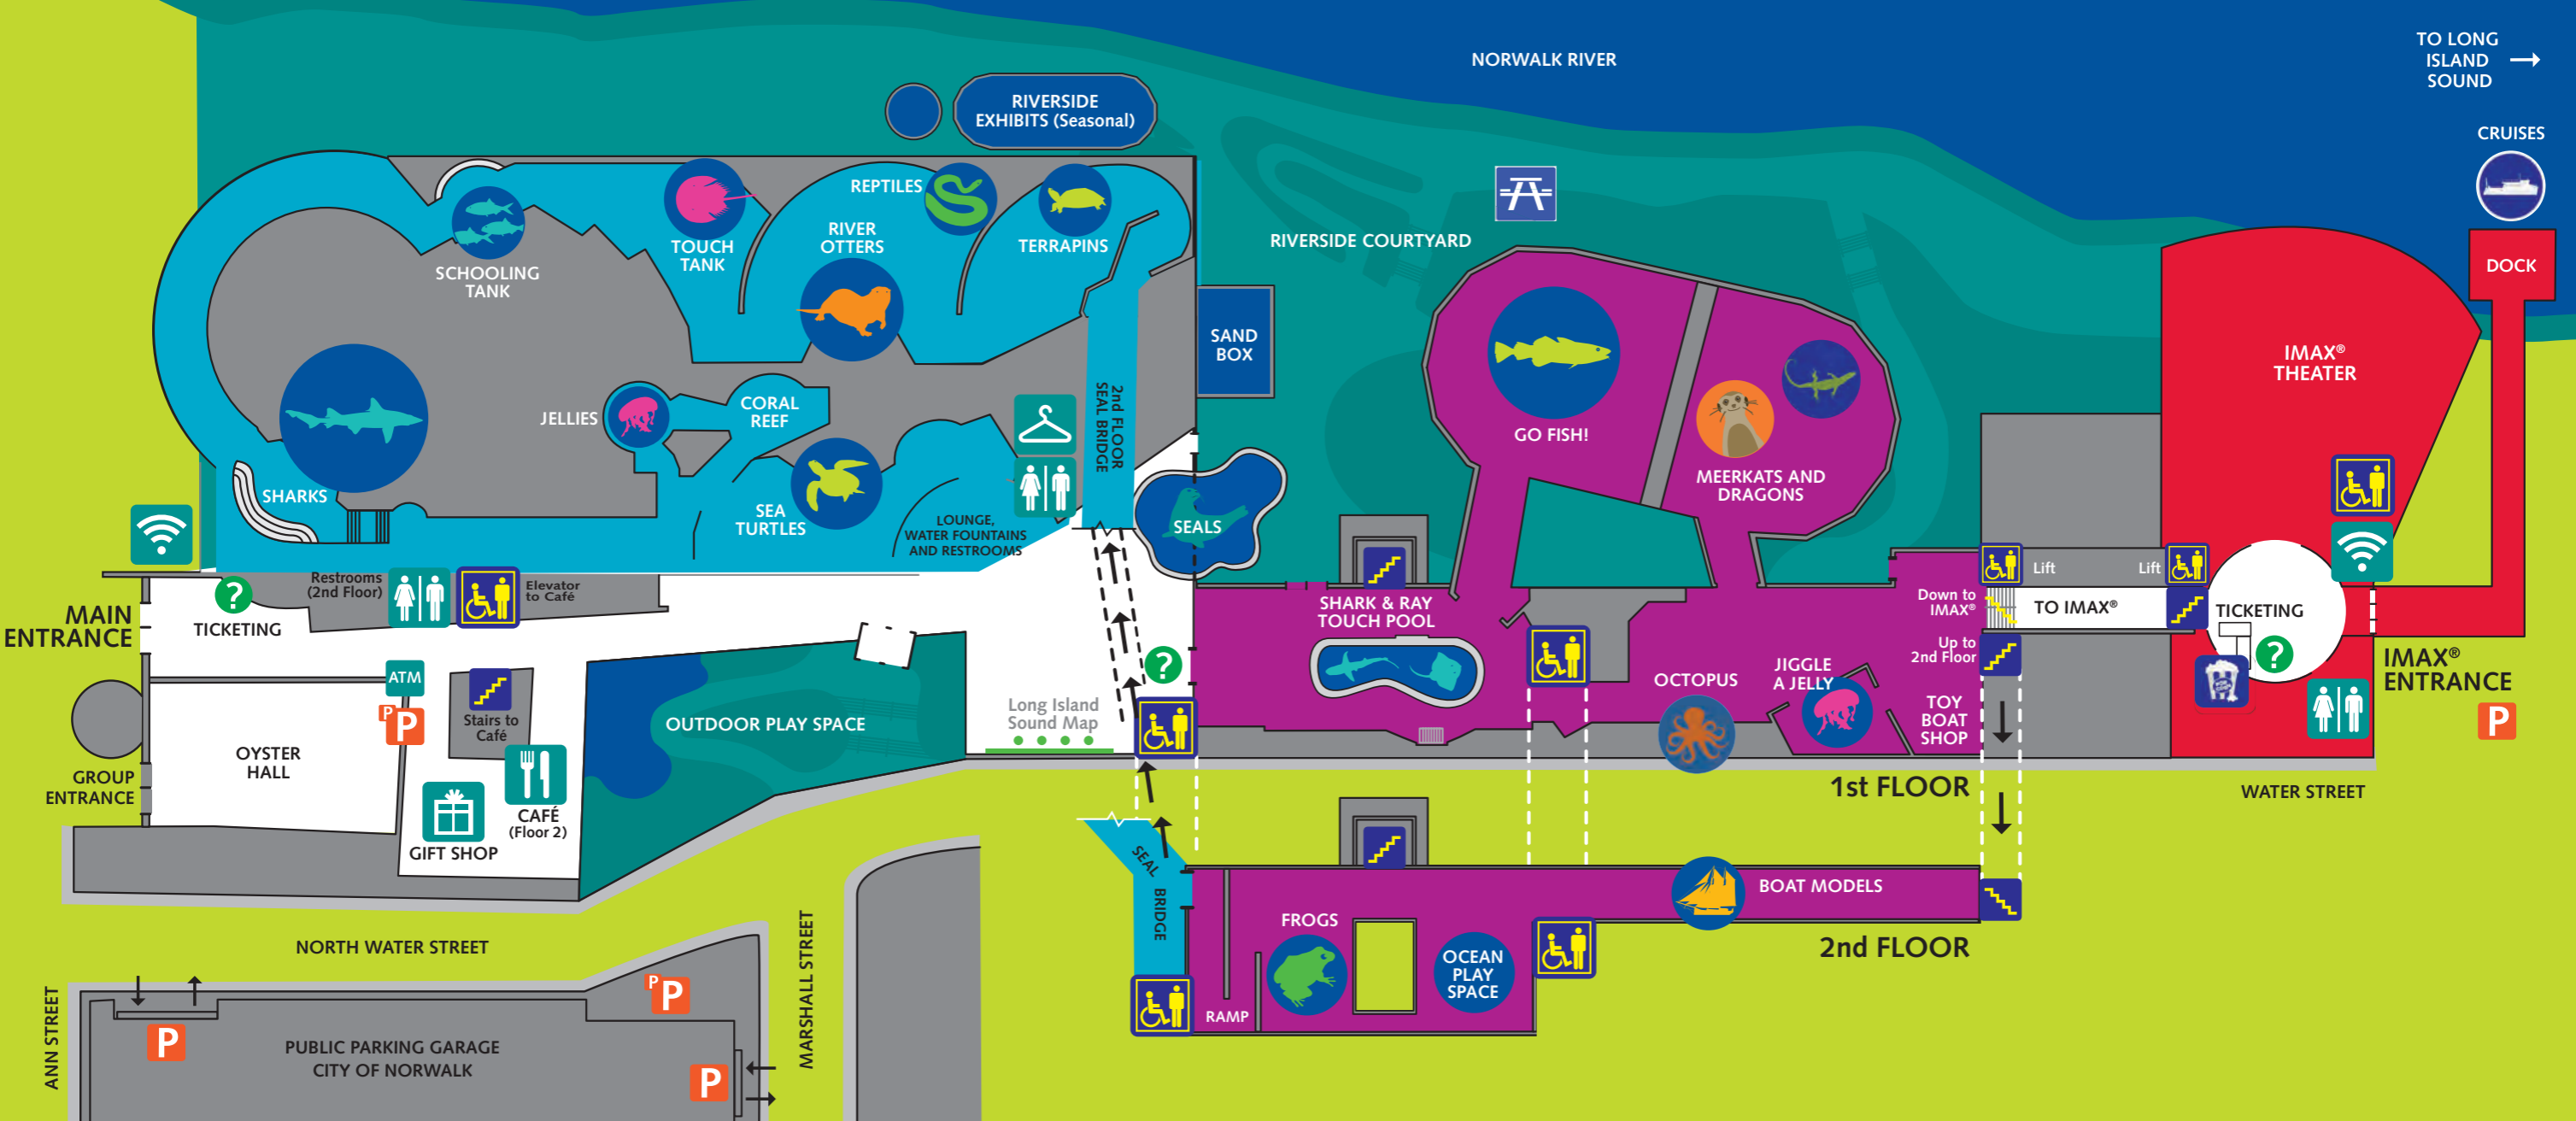 NORWALK RIVER
TO LONG
ISLAND
SOUND
CRUISES
DOCK
RIVERSIDE
EXHIBITS (Seasonal)
REPTILES
RIVER
OTTERS
TERRAPINS
TOUCH
TANK
SCHOOLING
TANK
RIVERSIDE COURTYARD
SAND
BOX
IMAX®
THEATER
JELLIES
CORAL
REEF
2nd FLOOR
SEAL BRIDGE
GO FISH!
MEERKATS AND
DRAGONS
SHARKS
SEA
TURTLES
LOUNGE,
WATER FOUNTAINS
AND RESTROOMS
SEALS
MAIN
ENTRANCE
?
TICKETING
Restrooms
(2nd Floor)
Elevator
to Café
SHARK & RAY
TOUCH POOL
Down to
IMAX®
Lift
Lift
TO IMAX®
TICKETING
?
Up to
2nd Floor
IMAX®
ENTRANCE
P
ATM
P
P
Stairs to
Café
OUTDOOR PLAY SPACE
Long Island
Sound Map
?
OCTOPUS
JIGGLE
A JELLY
TOY
BOAT
SHOP
OYSTER
HALL
GROUP
ENTRANCE
GIFT SHOP
CAFÉ
(Floor 2)
1st FLOOR
WATER STREET
SEAL
BRIDGE
RAMP
FROGS
OCEAN
PLAY
SPACE
BOAT MODELS
2nd FLOOR
NORTH WATER STREET
ANN STREET
MARSHALL STREET
P
P
P
P
PUBLIC PARKING GARAGE
CITY OF NORWALK